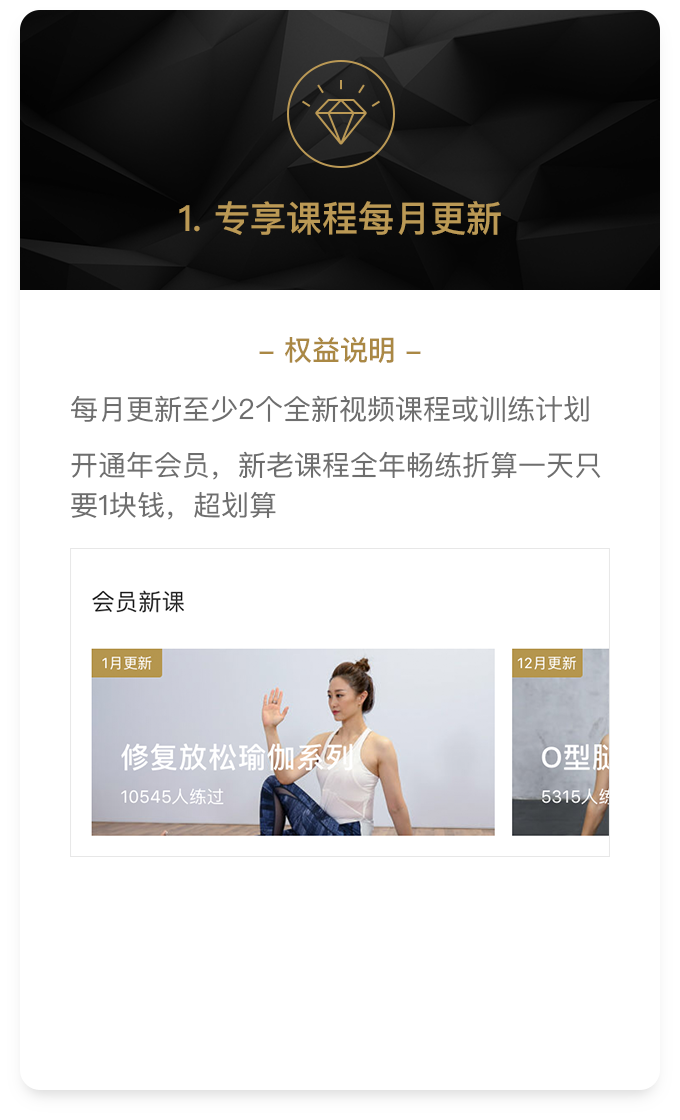 1. 专享课程每月更新
– 权益说明 –
每月更新至少2个全新视频课程或训练计划
开通年会员，新老课程全年畅练折算一天只
要1块钱，超划算
会员新课
1月更新
修复放松瑜伽系列
10545人练过
12月更新
O型腿
5315人练